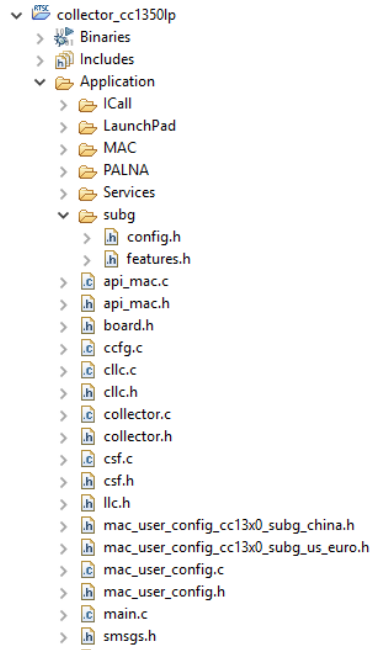 RTSC
collector_cc1350lp
Binaries
Includes
Application
ICall
LaunchPad
MAC
PALNA
Services
subg
.h config.h
.h features.h
.c api_mac.c
.h api_mac.h
.h board.h
.c ccfg.c
.c cllc.c
.h cllc.h
.c collector.c
.h collector.h
.c csf.c
.h csf.h
.h llc.h
.h mac_user_config_cc13x0_subg_china.h
.h mac_user_config_cc13x0_subg_us_euro.h
.c mac_user_config.c
.h mac_user_config.h
.c main.c
.h smsgs.h